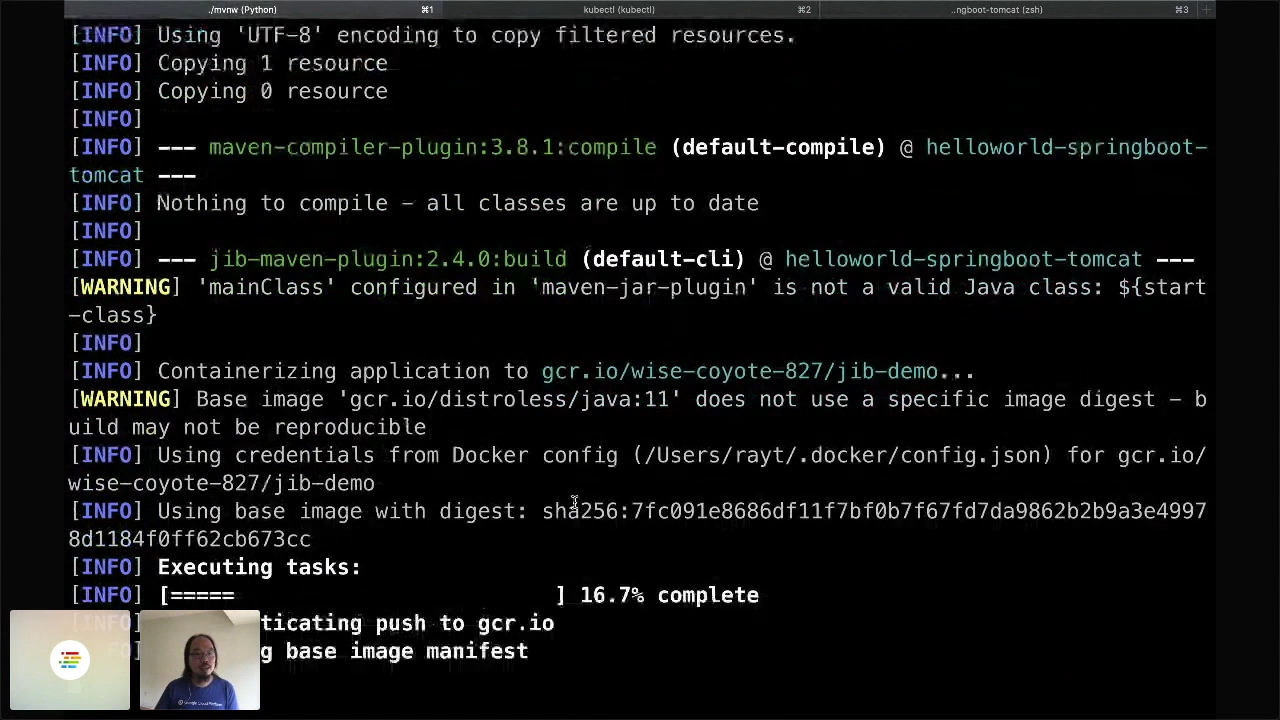 ./mvnw (Python) ⌘1 kubectl (kubectl) ⌘2 ..ngboot-tomcat (zsh) ⌘3
[INFO] Using 'UTF-8' encoding to copy filtered resources.
[INFO] Copying 1 resource
[INFO] Copying 0 resource
[INFO]
[INFO] --- maven-compiler-plugin:3.8.1:compile (default-compile) @ helloworld-springboot-
tomcat ---
[INFO] Nothing to compile - all classes are up to date
[INFO]
[INFO] --- jib-maven-plugin:2.4.0:build (default-cli) @ helloworld-springboot-tomcat ---
[WARNING] 'mainClass' configured in 'maven-jar-plugin' is not a valid Java class: ${start
-class}
[INFO]
[INFO] Containerizing application to gcr.io/wise-coyote-827/jib-demo...
[WARNING] Base image 'gcr.io/distroless/java:11' does not use a specific image digest - b
uild may not be reproducible
[INFO] Using credentials from Docker config (/Users/rayt/.docker/config.json) for gcr.io/
wise-coyote-827/jib-demo
[INFO] Using base image with digest: sha256:7fc091e8686df11f7bf0b7f67fd7da9862b2b9a3e4997
8d1184f0ff62cb673cc
[INFO] Executing tasks:
[INFO] [===== ] 16.7% complete
ticating push to gcr.io
g base image manifest
Google Cloud Platform